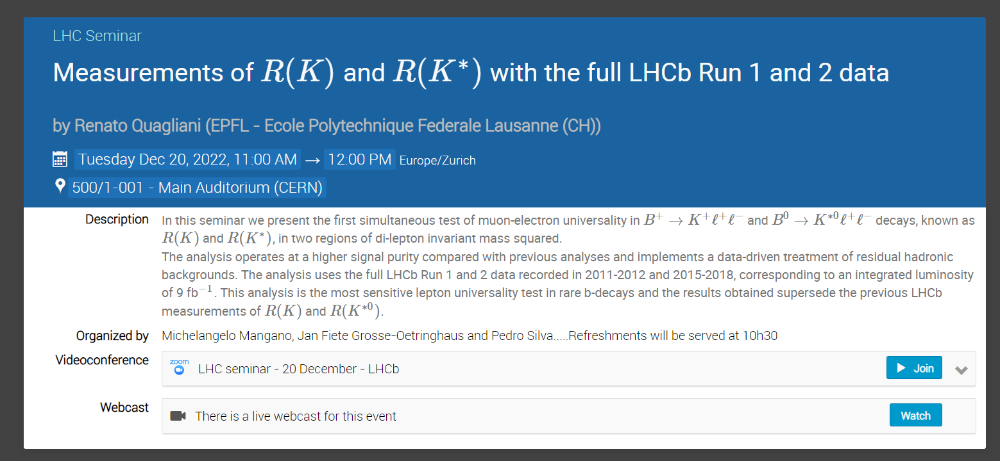 LHC Seminar
Measurements of R(K) and R(K*) with the full LHCb Run 1 and 2 data
by Renato Quagliani (EPFL - Ecole Polytechnique Federale Lausanne (CH))
Tuesday Dec 20, 2022, 11:00 AM → 12:00 PM Europe/Zurich
500/1-001 - Main Auditorium (CERN)
Description In this seminar we present the first simultaneous test of muon-electron universality in B⁺ → K⁺ℓ⁺ℓ⁻ and B⁰ → K*⁰ℓ⁺ℓ⁻ decays, known as
R(K) and R(K*), in two regions of di-lepton invariant mass squared.
The analysis operates at a higher signal purity compared with previous analyses and implements a data-driven treatment of residual hadronic
backgrounds. The analysis uses the full LHCb Run 1 and 2 data recorded in 2011-2012 and 2015-2018, corresponding to an integrated luminosity
of 9 fb⁻¹. This analysis is the most sensitive lepton universality test in rare b-decays and the results obtained supersede the previous LHCb
measurements of R(K) and R(K*⁰).
Organized by Michelangelo Mangano, Jan Fiete Grosse-Oetringhaus and Pedro Silva.....Refreshments will be served at 10h30
Videoconference zoom LHC seminar - 20 December - LHCb Join
Webcast There is a live webcast for this event Watch